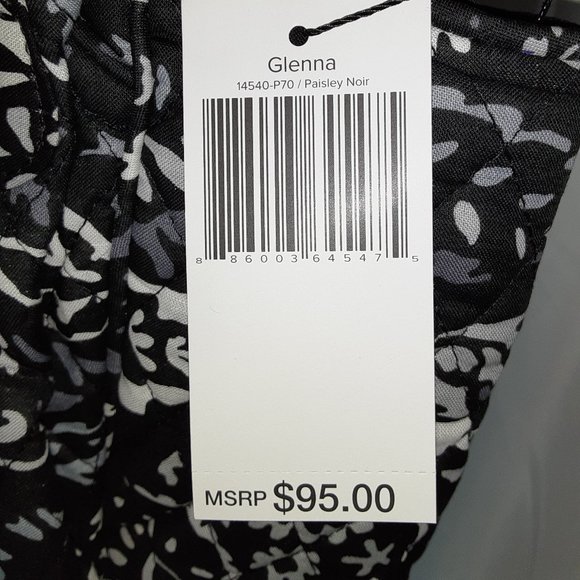 Glenna
14540-P70 / Paisley Noir
8 86003 64547 5
MSRP $95.00